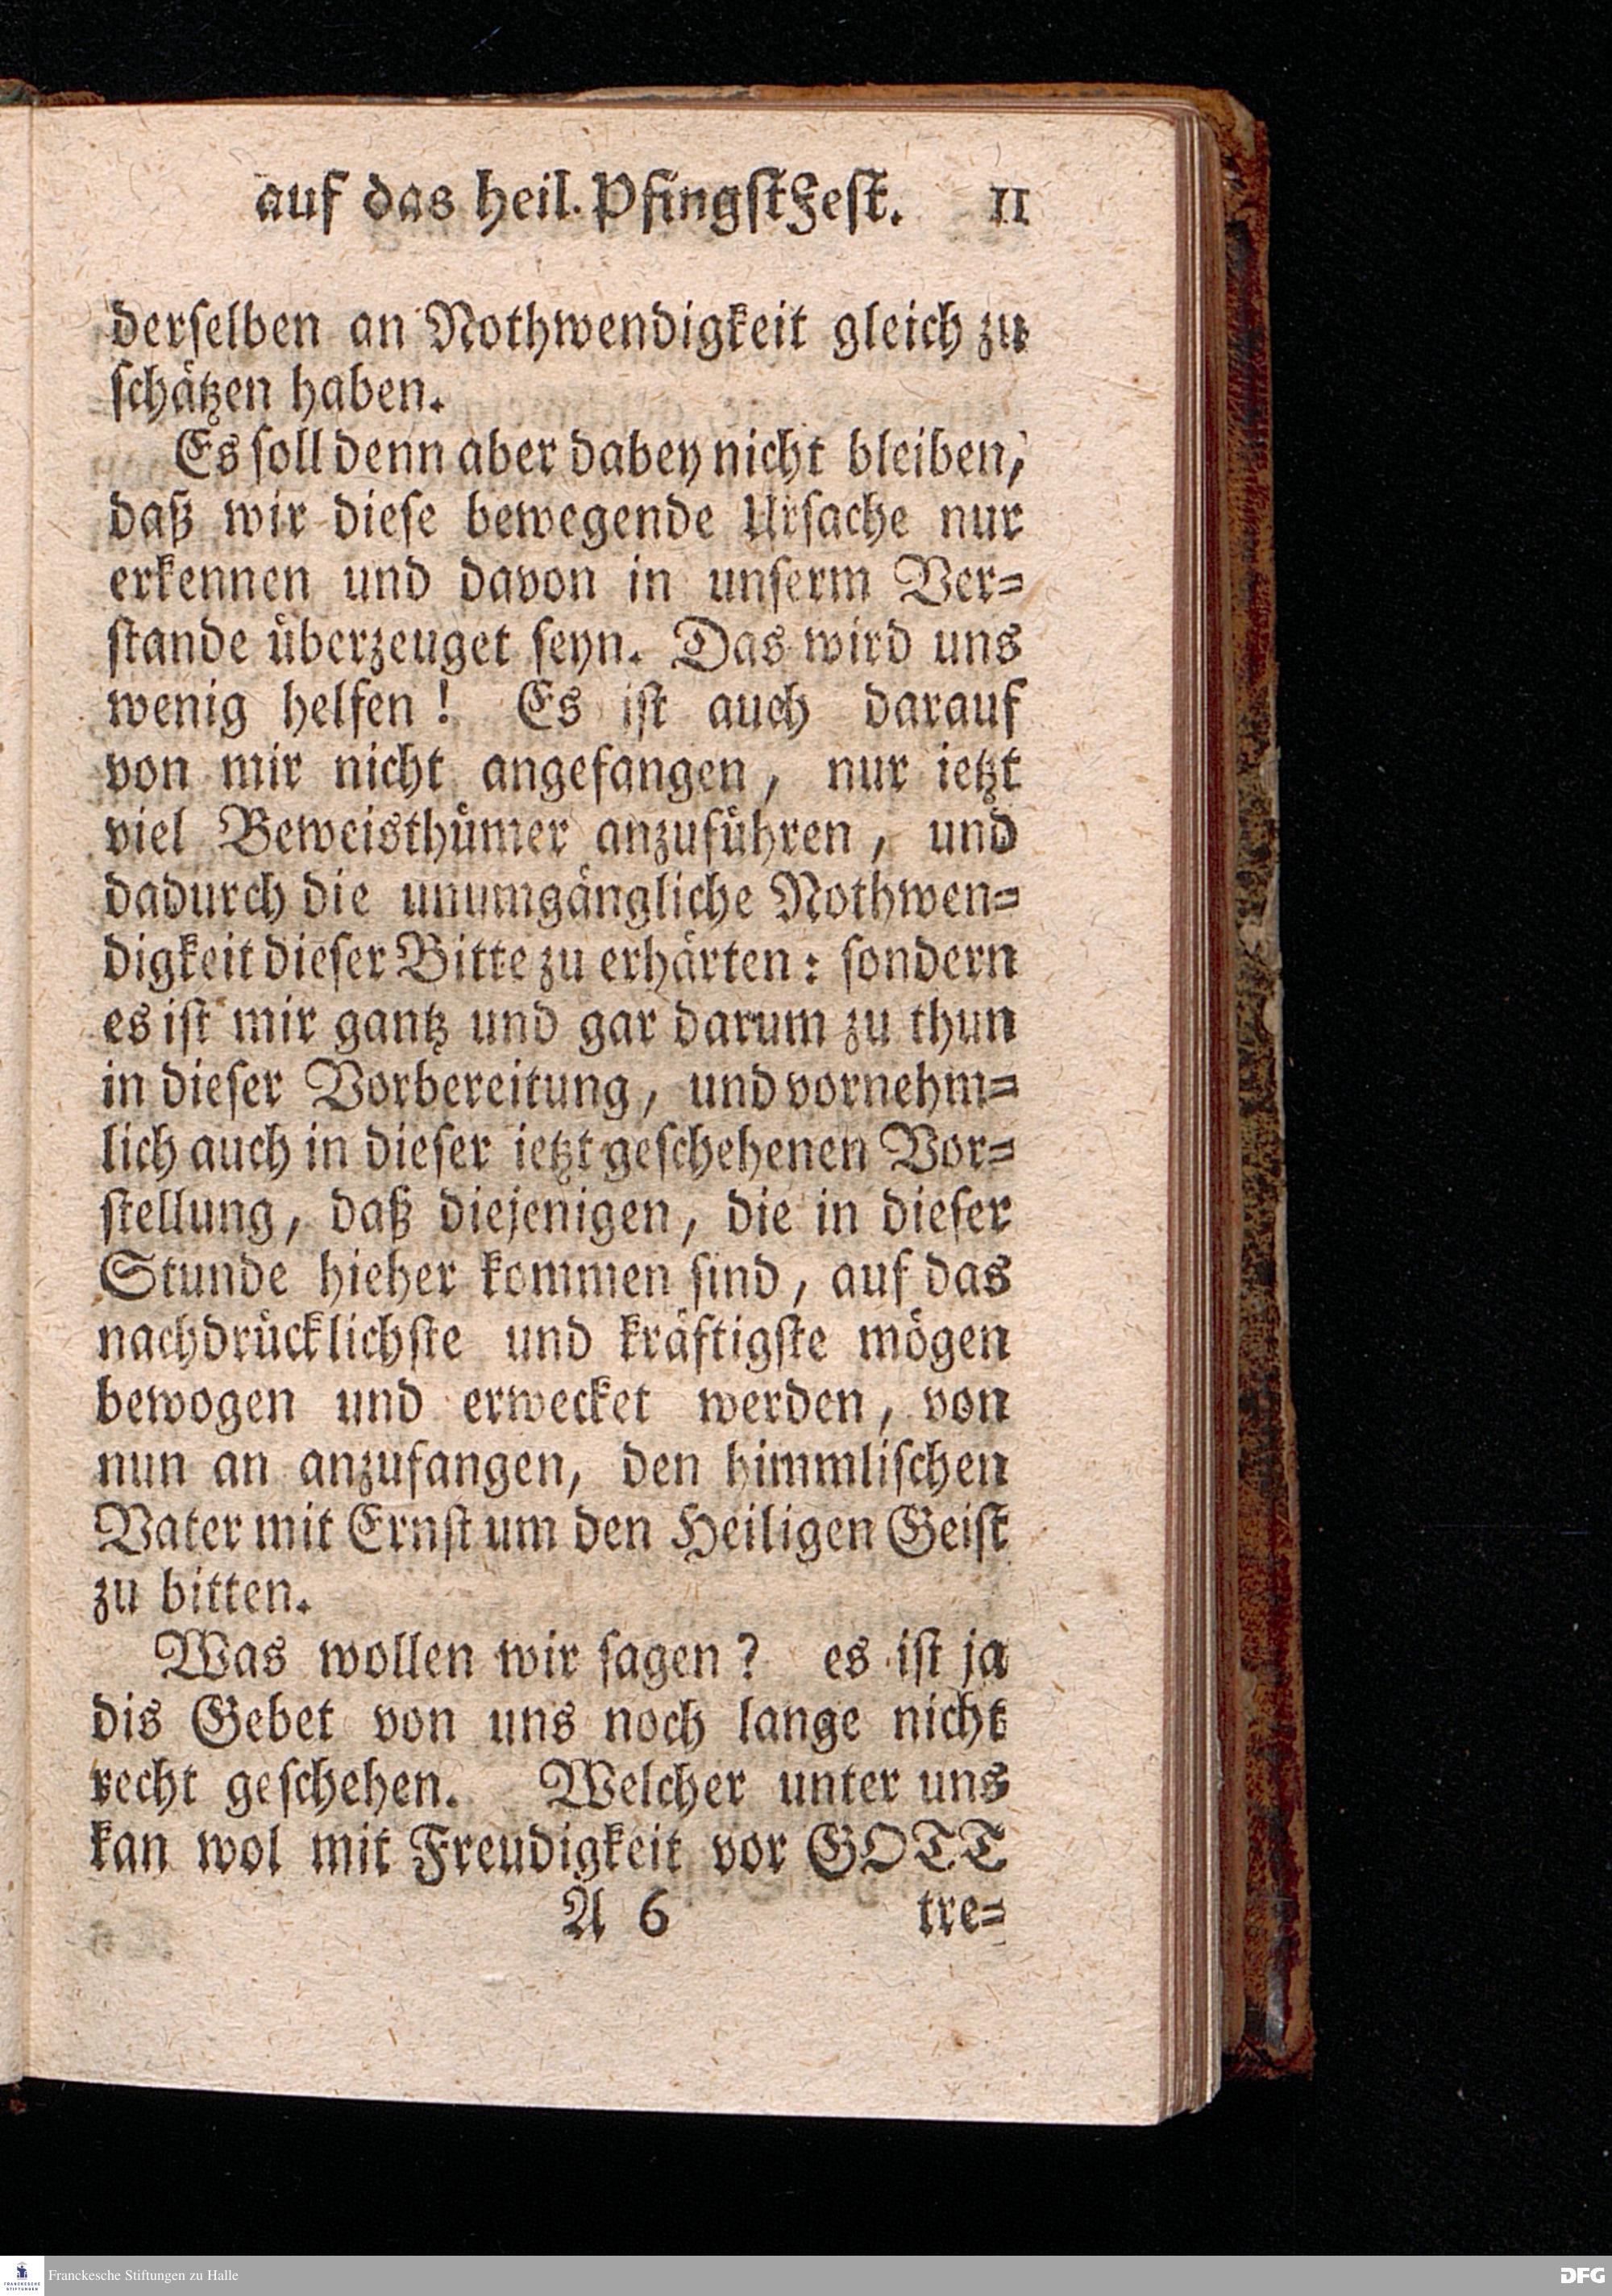 auf das heil. PfingstFest. 11
derselben an Nothwendigkeit gleich zu
schätzen haben.
Es soll denn aber dabey nicht bleiben,
daß wir diese bewegende Ursache nur
erkennen und davon in unserm Ver=
stande überzeuget seyn. Das wird uns
wenig helfen! Es ist auch darauf
von mir nicht angefangen, nur ietzt
viel Beweisthümer anzuführen, und
dadurch die unumgängliche Nothwen=
digkeit dieser Bitte zu erhärten: sondern
es ist mir gantz und gar darum zu thun
in dieser Vorbereitung, und vornehm=
lich auch in dieser ietzt geschehenen Vor=
stellung, daß diejenigen, die in dieser
Stunde hieher kommen sind, auf das
nachdrücklichste und kräftigste mögen
bewogen und erwecket werden, von
nun an anzufangen, den himmlischen
Vater mit Ernst um den Heiligen Geist
zu bitten.
Was wollen wir sagen? es ist ja
dis Gebet von uns noch lange nicht
recht geschehen. Welcher unter uns
kan wol mit Freudigkeit vor GOTT
A 6 tre=
FRANCKESCHE
STIFTUNGEN
Franckesche Stiftungen zu Halle
DFG